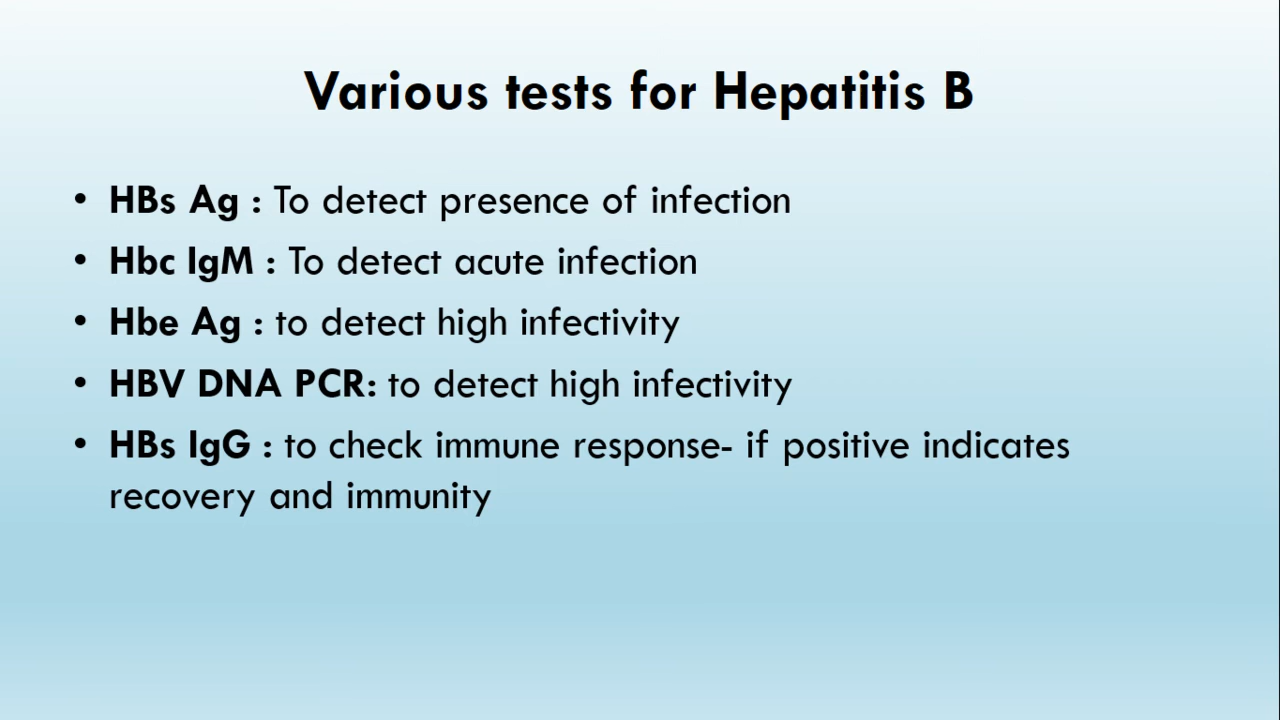 Various tests for Hepatitis B
• HBs Ag : To detect presence of infection
• Hbc IgM : To detect acute infection
• Hbe Ag : to detect high infectivity
• HBV DNA PCR: to detect high infectivity
• HBs IgG : to check immune response- if positive indicates
recovery and immunity